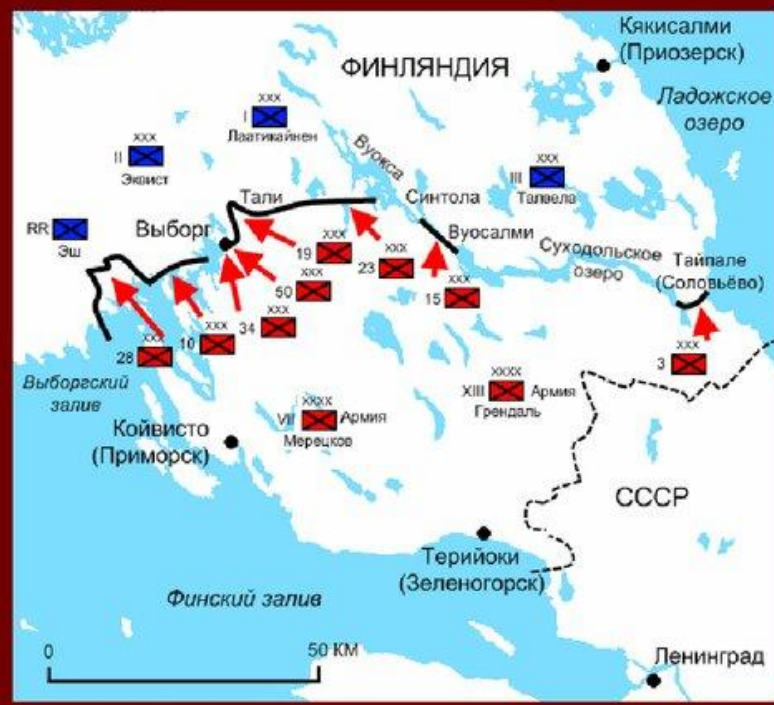 Кякисалми
(Приозерск)
ФИНЛЯНДИЯ
Ладожское
озеро
XXX
I
Лаатикайнен
XXX
II
Эквист
Вуокса
XXX
III
Талвела
Тали
Синтола
RR
Эш
Выборг
Вуосалми
Суходольское
озеро
Тайпале
(Соловьёво)
XXX
19
XXX
23
XXX
50
XXX
15
XXX
34
XXX
10
XXX
28
XXX
3
Выборгский
залив
XXXX
VII
Армия
Мерецков
XXXX
XIII
Армия
Грендаль
Койвисто
(Приморск)
СССР
Терийоки
(Зеленогорск)
Финский залив
0
50 КМ
Ленинград